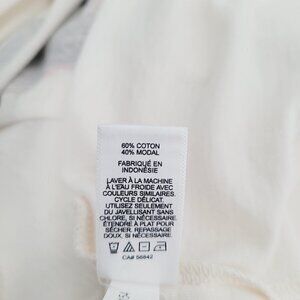 60% COTON
40% MODAL
FABRIQUÉ EN
INDONÉSIE
LAVER À LA MACHINE
À L'EAU FROIDE AVEC
COULEURS SIMILAIRES.
CYCLE DÉLICAT.
UTILISEZ SEULEMENT
DU JAVELLISANT SANS
CHLORE, SI NÉCESSAIRE.
ÉTENDRE À PLAT POUR
SÉCHER. REPASSAGE
DOUX, SI NÉCESSAIRE.
CA# 56842